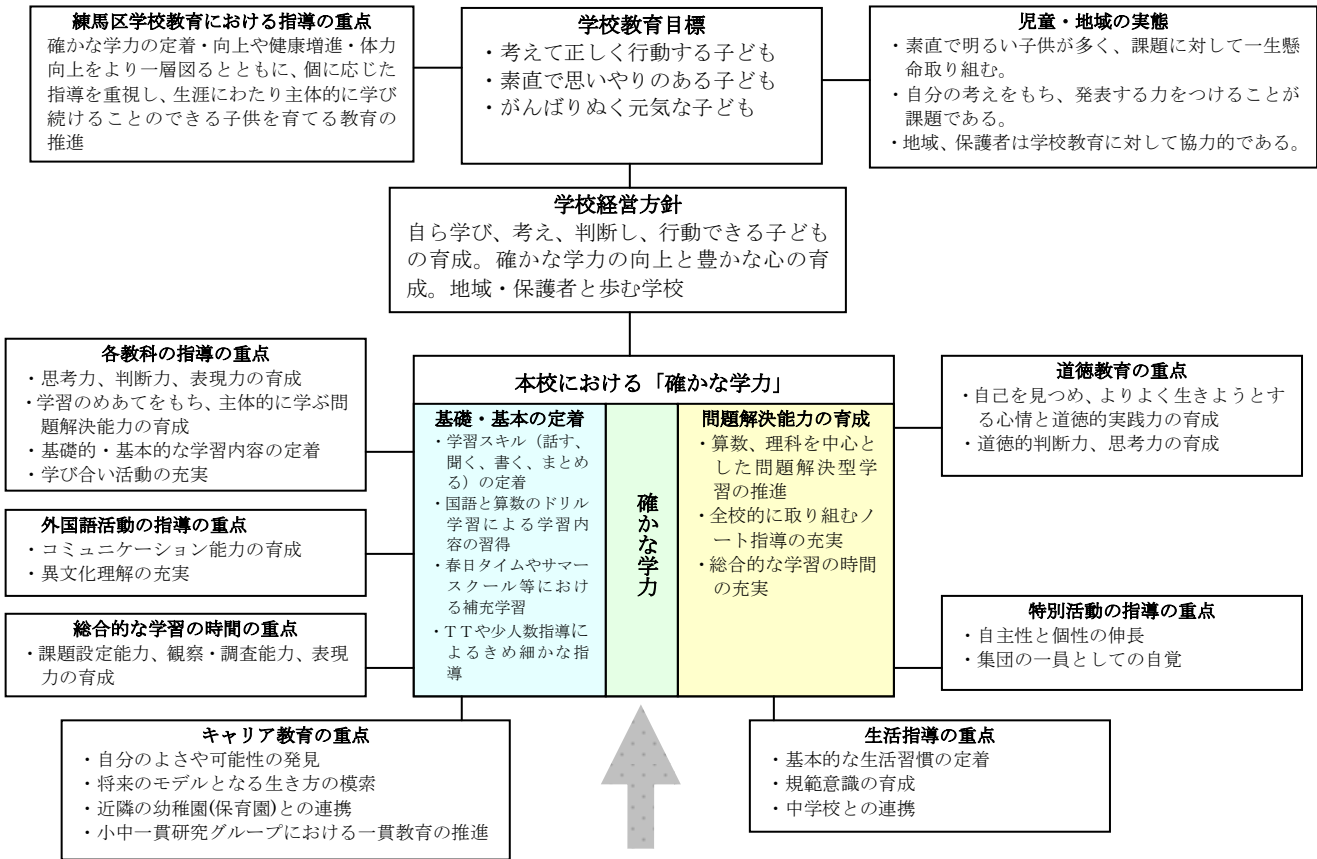 練馬区学校教育における指導の重点
確かな学力の定着・向上や健康増進・体力
向上をより一層図るとともに、個に応じた
指導を重視し、生涯にわたり主体的に学び
続けることのできる子供を育てる教育の
推進
学校教育目標
・考えて正しく行動する子ども
・素直で思いやりのある子ども
・がんばりぬく元気な子ども
児童・地域の実態
・素直で明るい子供が多く、課題に対して一生懸
命取り組む。
・自分の考えをもち、発表する力をつけることが
課題である。
・地域、保護者は学校教育に対して協力的である。
学校経営方針
自ら学び、考え、判断し、行動できる子ども
の育成。確かな学力の向上と豊かな心の育
成。地域・保護者と歩む学校
各教科の指導の重点
・思考力、判断力、表現力の育成
・学習のめあてをもち、主体的に学ぶ問
題解決能力の育成
・基礎的・基本的な学習内容の定着
・学び合い活動の充実
外国語活動の指導の重点
・コミュニケーション能力の育成
・異文化理解の充実
総合的な学習の時間の重点
・課題設定能力、観察・調査能力、表現
力の育成
本校における「確かな学力」
基礎・基本の定着
・学習スキル（話す、
聞く、書く、まとめ
る）の定着
・国語と算数のドリル
学習による学習内
容の習得
・春日タイムやサマー
スクール等におけ
る補充学習
・ＴＴや少人数指導に
よるきめ細かな指
導
確かな学力
問題解決能力の育成
・算数、理科を中心と
した問題解決型学
習の推進
・全校的に取り組むノ
ート指導の充実
・総合的な学習の時間
の充実
道徳教育の重点
・自己を見つめ、よりよく生きようとす
る心情と道徳的実践力の育成
・道徳的判断力、思考力の育成
特別活動の指導の重点
・自主性と個性の伸長
・集団の一員としての自覚
キャリア教育の重点
・自分のよさや可能性の発見
・将来のモデルとなる生き方の模索
・近隣の幼稚園(保育園)との連携
・小中一貫研究グループにおける一貫教育の推進
生活指導の重点
・基本的な生活習慣の定着
・規範意識の育成
・中学校との連携